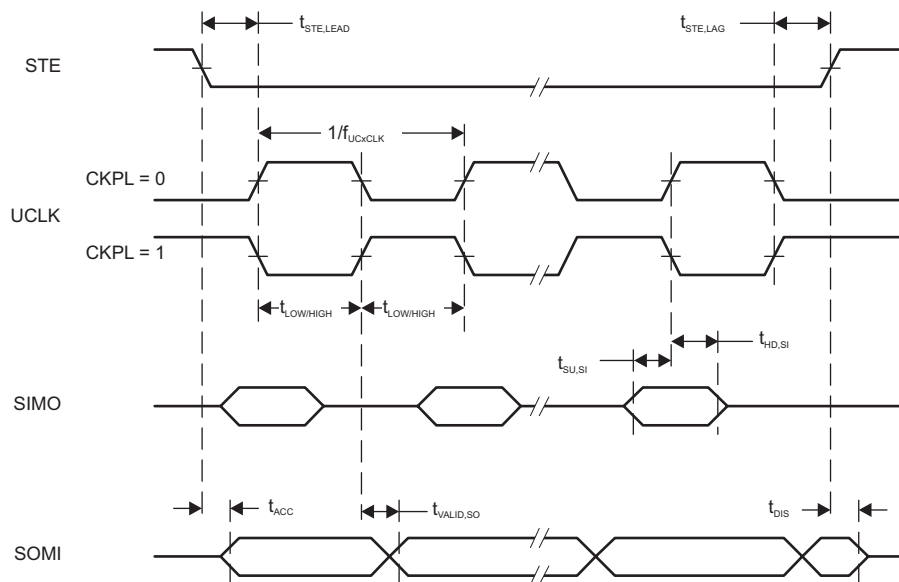 tSTE,LEAD
tSTE,LAG
STE
1/fUCxCLK
CKPL = 0
UCLK
CKPL = 1
tLOW/HIGH
tLOW/HIGH
tHD,SI
tSU,SI
SIMO
tACC
tVALID,SO
tDIS
SOMI